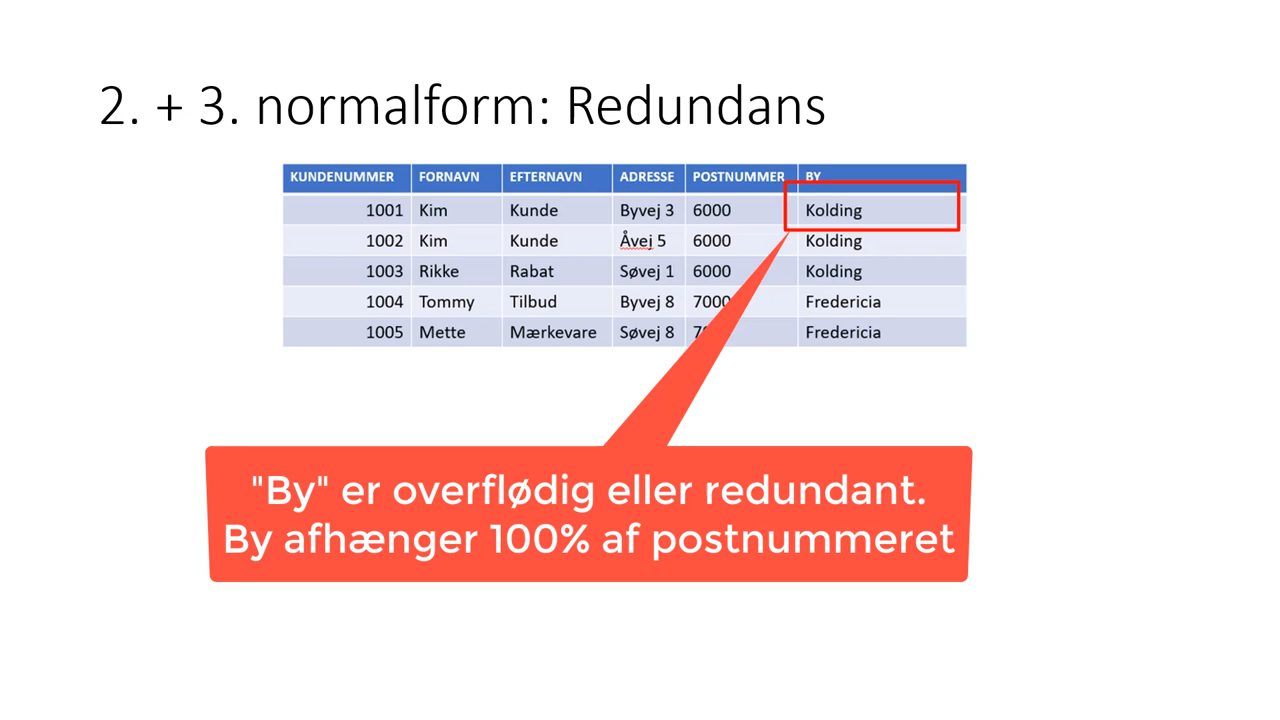 2. + 3. normalform: Redundans
KUNDENUMMER FORNAVN EFTERNAVN ADRESSE POSTNUMMER BY
1001 Kim Kunde Byvej 3 6000 Kolding
1002 Kim Kunde Åvej 5 6000 Kolding
1003 Rikke Rabat Søvej 1 6000 Kolding
1004 Tommy Tilbud Byvej 8 7000 Fredericia
1005 Mette Mærkevare Søvej 8 Fredericia
"By" er overflødig eller redundant.
By afhænger 100% af postnummeret